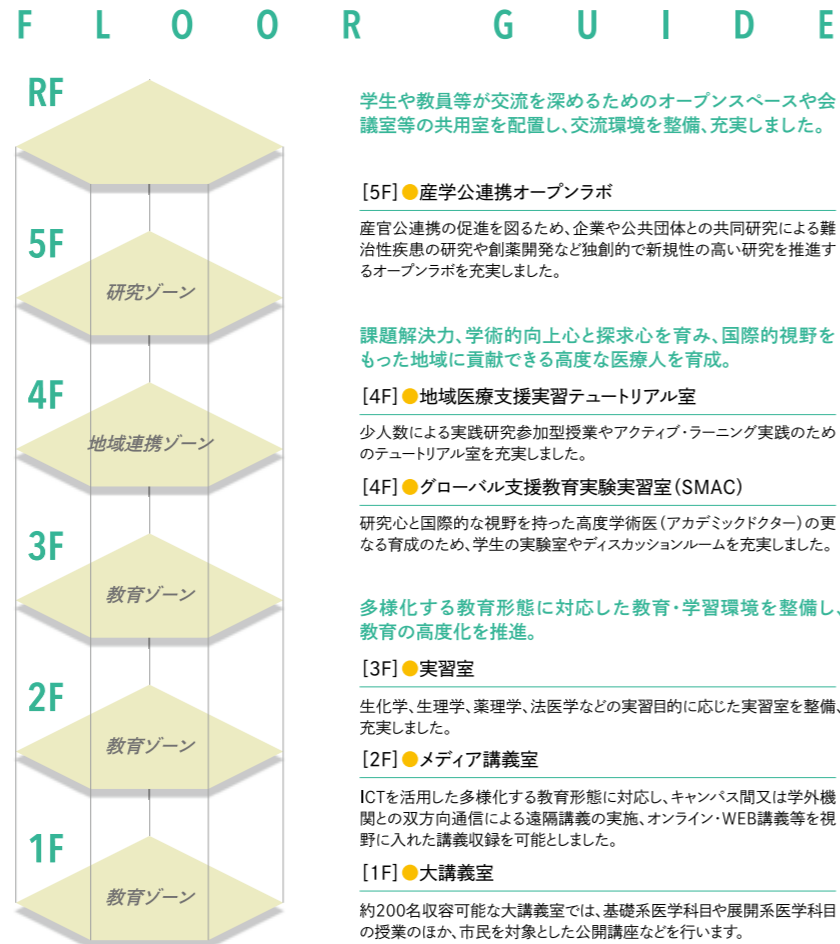 FLOOR GUIDE
RF
5F
研究ゾーン
4F
地域連携ゾーン
3F
教育ゾーン
2F
教育ゾーン
1F
教育ゾーン
学生や教員等が交流を深めるためのオープンスペースや会
議室等の共用室を配置し、交流環境を整備、充実しました。
[5F]●産学公連携オープンラボ
産官公連携の促進を図るため、企業や公共団体との共同研究による難
治性疾患の研究や創薬開発など独創的で新規性の高い研究を推進す
るオープンラボを充実しました。
課題解決力、学術的向上心と探求心を育み、国際的視野を
もった地域に貢献できる高度な医療人を育成。
[4F]●地域医療支援実習テュートリアル室
少人数による実践研究参加型授業やアクティブ・ラーニング実践のため
のテュートリアル室を充実しました。
[4F]●グローバル支援教育実験実習室(SMAC)
研究心と国際的な視野を持った高度学術医(アカデミックドクター)の更
なる育成のため、学生の実験室やディスカッションルームを充実しました。
多様化する教育形態に対応した教育・学習環境を整備し、
教育の高度化を推進。
[3F]●実習室
生化学、生理学、薬理学、法医学などの実習目的に応じた実習室を整備、
充実しました。
[2F]●メディア講義室
ICTを活用した多様化する教育形態に対応し、キャンパス間又は学外機
関との双方向通信による遠隔講義の実施、オンライン・WEB講義等を視
野に入れた講義収録を可能としました。
[1F]●大講義室
約200名収容可能な大講義室では、基礎系医学科目や展開系医学科目
の授業のほか、市民を対象とした公開講座などを行います。